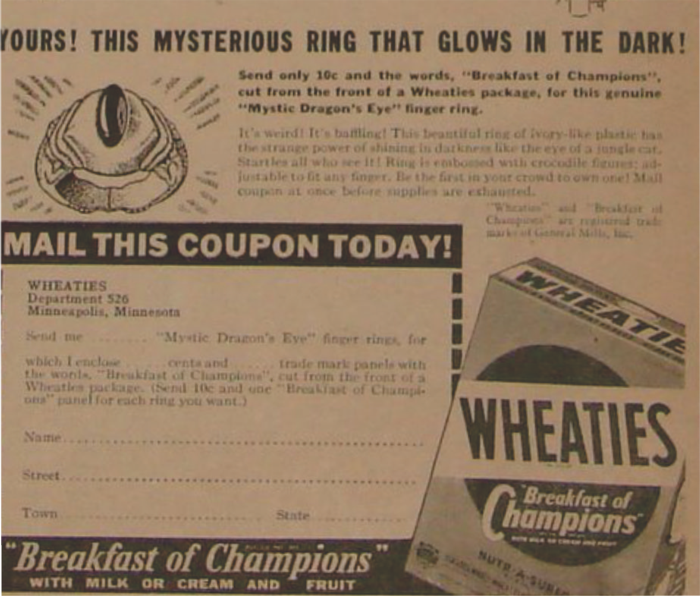 YOURS! THIS MYSTERIOUS RING THAT GLOWS IN THE DARK!
Send only 10c and the words, "Breakfast of Champions",
cut from the front of a Wheaties package, for this genuine
"Mystic Dragon's Eye" finger ring.
It's weird! It's baffling! This beautiful ring of ivory-like plastic has
the strange power of shining in darkness like the eye of a jungle cat.
Startles all who see it! Ring is embossed with crocodile figures; ad-
justable to fit any finger. Be the first in your crowd to own one! Mail
coupon at once before supplies are exhausted.
"Wheaties" and "Breakfast of
Champions" are registered trade
marks of General Mills, Inc.
MAIL THIS COUPON TODAY!
WHEATIES
Department 526
Minneapolis, Minnesota
Send me ........ "Mystic Dragon's Eye" finger rings, for
which I enclose ..... cents and ..... trade mark panels with
the words, "Breakfast of Champions", cut from the front of a
Wheaties package. (Send 10c and one "Breakfast of Champi-
ons" panel for each ring you want.)
Name
Street
Town State
"Breakfast of Champions"
WITH MILK OR CREAM AND FRUIT
WHEATIE
WHEATIES
"Breakfast of
Champions"
WITH MILK OR CREAM AND FRUIT